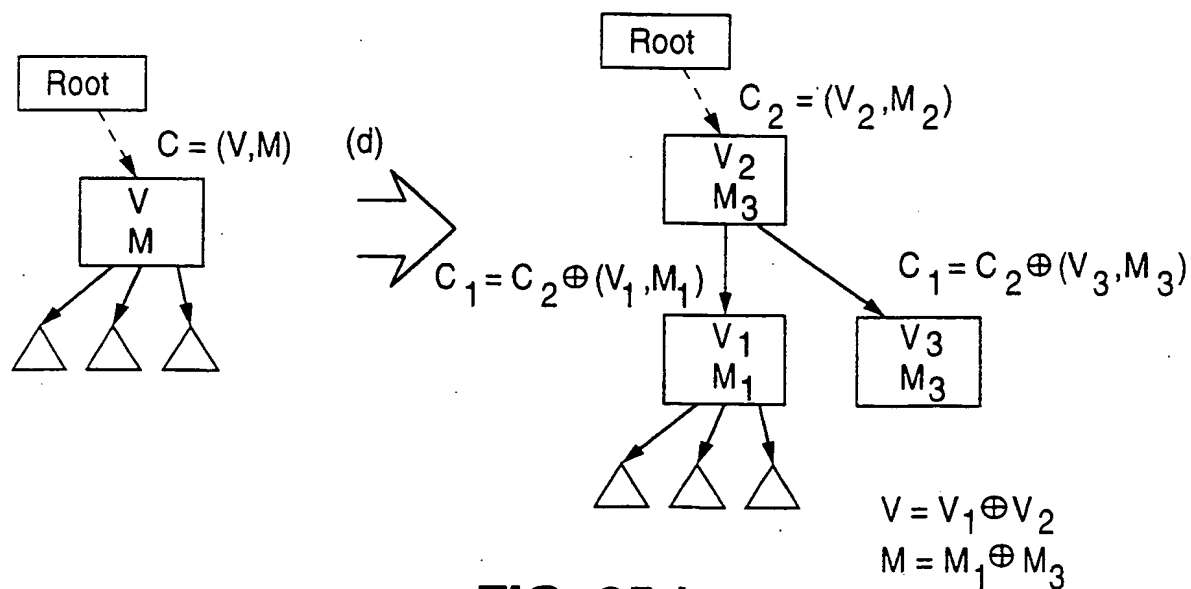 Root
C = (V,M)
V
M
(d)
Root
C₂ = (V₂,M₂)
V₂
M₃
C₁ = C₂⊕(V₁,M₁)
C₁ = C₂⊕(V₃,M₃)
V₁
M₁
V₃
M₃
V = V₁⊕V₂
M = M₁⊕M₃